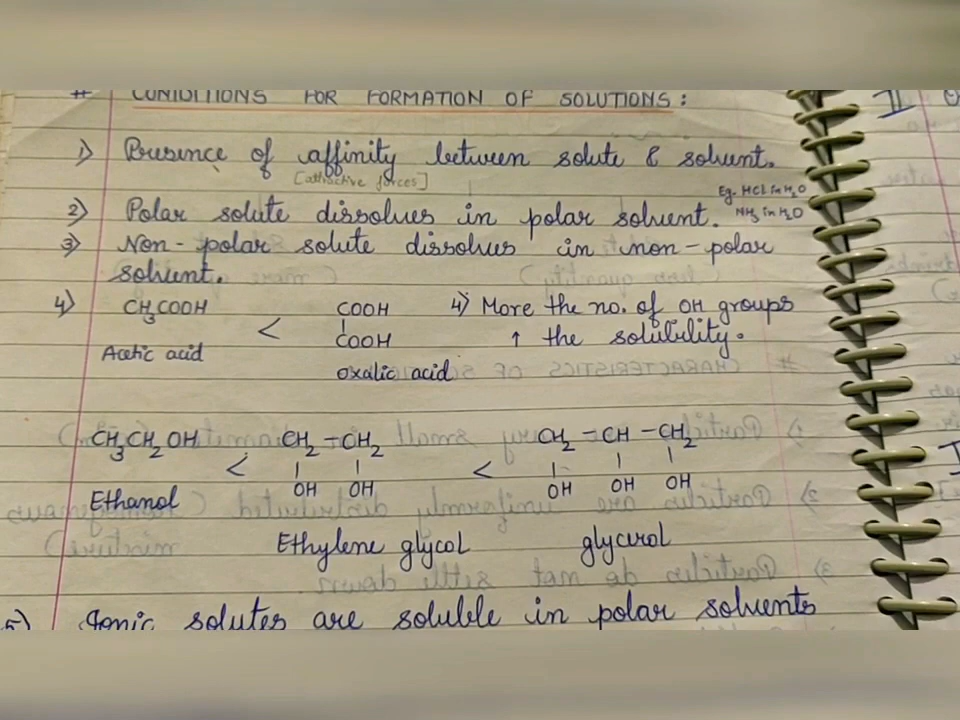 # CONDITIONS FOR FORMATION OF SOLUTIONS :
1) Presence of affinity between solute & solvent.
[attractive forces]
Eg. HCl in H2O
2) Polar solute dissolves in polar solvent. NH3 in H2O
3) Non-polar solute dissolves in non-polar
solvent.
4) CH3COOH < COOH 4) More the no. of OH groups
COOH ↑ the solubility.
Acetic acid
oxalic acid
CH3CH2OH < CH2 - CH2 < CH2 - CH - CH2
OH OH OH OH OH
Ethanol
Ethylene glycol glycerol
5) Ionic solutes are soluble in polar solvents